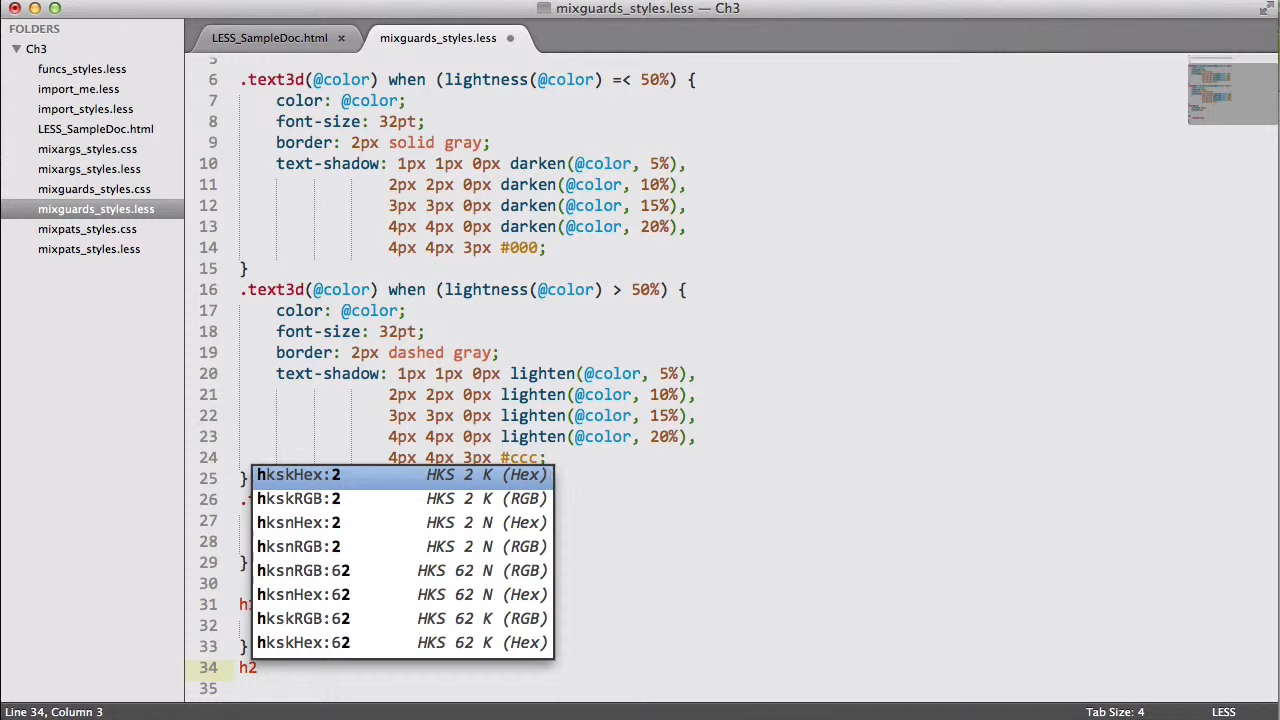 mixguards_styles.less — Ch3
FOLDERS
Ch3
funcs_styles.less
import_me.less
import_styles.less
LESS_SampleDoc.html
mixargs_styles.css
mixargs_styles.less
mixguards_styles.css
mixguards_styles.less
mixpats_styles.css
mixpats_styles.less
LESS_SampleDoc.html ×
mixguards_styles.less
5
6 .text3d(@color) when (lightness(@color) =< 50%) {
7 color: @color;
8 font-size: 32pt;
9 border: 2px solid gray;
10 text-shadow: 1px 1px 0px darken(@color, 5%),
11 2px 2px 0px darken(@color, 10%),
12 3px 3px 0px darken(@color, 15%),
13 4px 4px 0px darken(@color, 20%),
14 4px 4px 3px #000;
15 }
16 .text3d(@color) when (lightness(@color) > 50%) {
17 color: @color;
18 font-size: 32pt;
19 border: 2px dashed gray;
20 text-shadow: 1px 1px 0px lighten(@color, 5%),
21 2px 2px 0px lighten(@color, 10%),
22 3px 3px 0px lighten(@color, 15%),
23 4px 4px 0px lighten(@color, 20%),
24 4px 4px 3px #ccc;
25 }
26 .
27
28
29 }
30
31 h
32
33 }
34 h2
35
hkskHex:2 HKS 2 K (Hex)
hkskRGB:2 HKS 2 K (RGB)
hksnHex:2 HKS 2 N (Hex)
hksnRGB:2 HKS 2 N (RGB)
hksnRGB:62 HKS 62 N (RGB)
hksnHex:62 HKS 62 N (Hex)
hkskRGB:62 HKS 62 K (RGB)
hkskHex:62 HKS 62 K (Hex)
Line 34, Column 3
Tab Size: 4
LESS